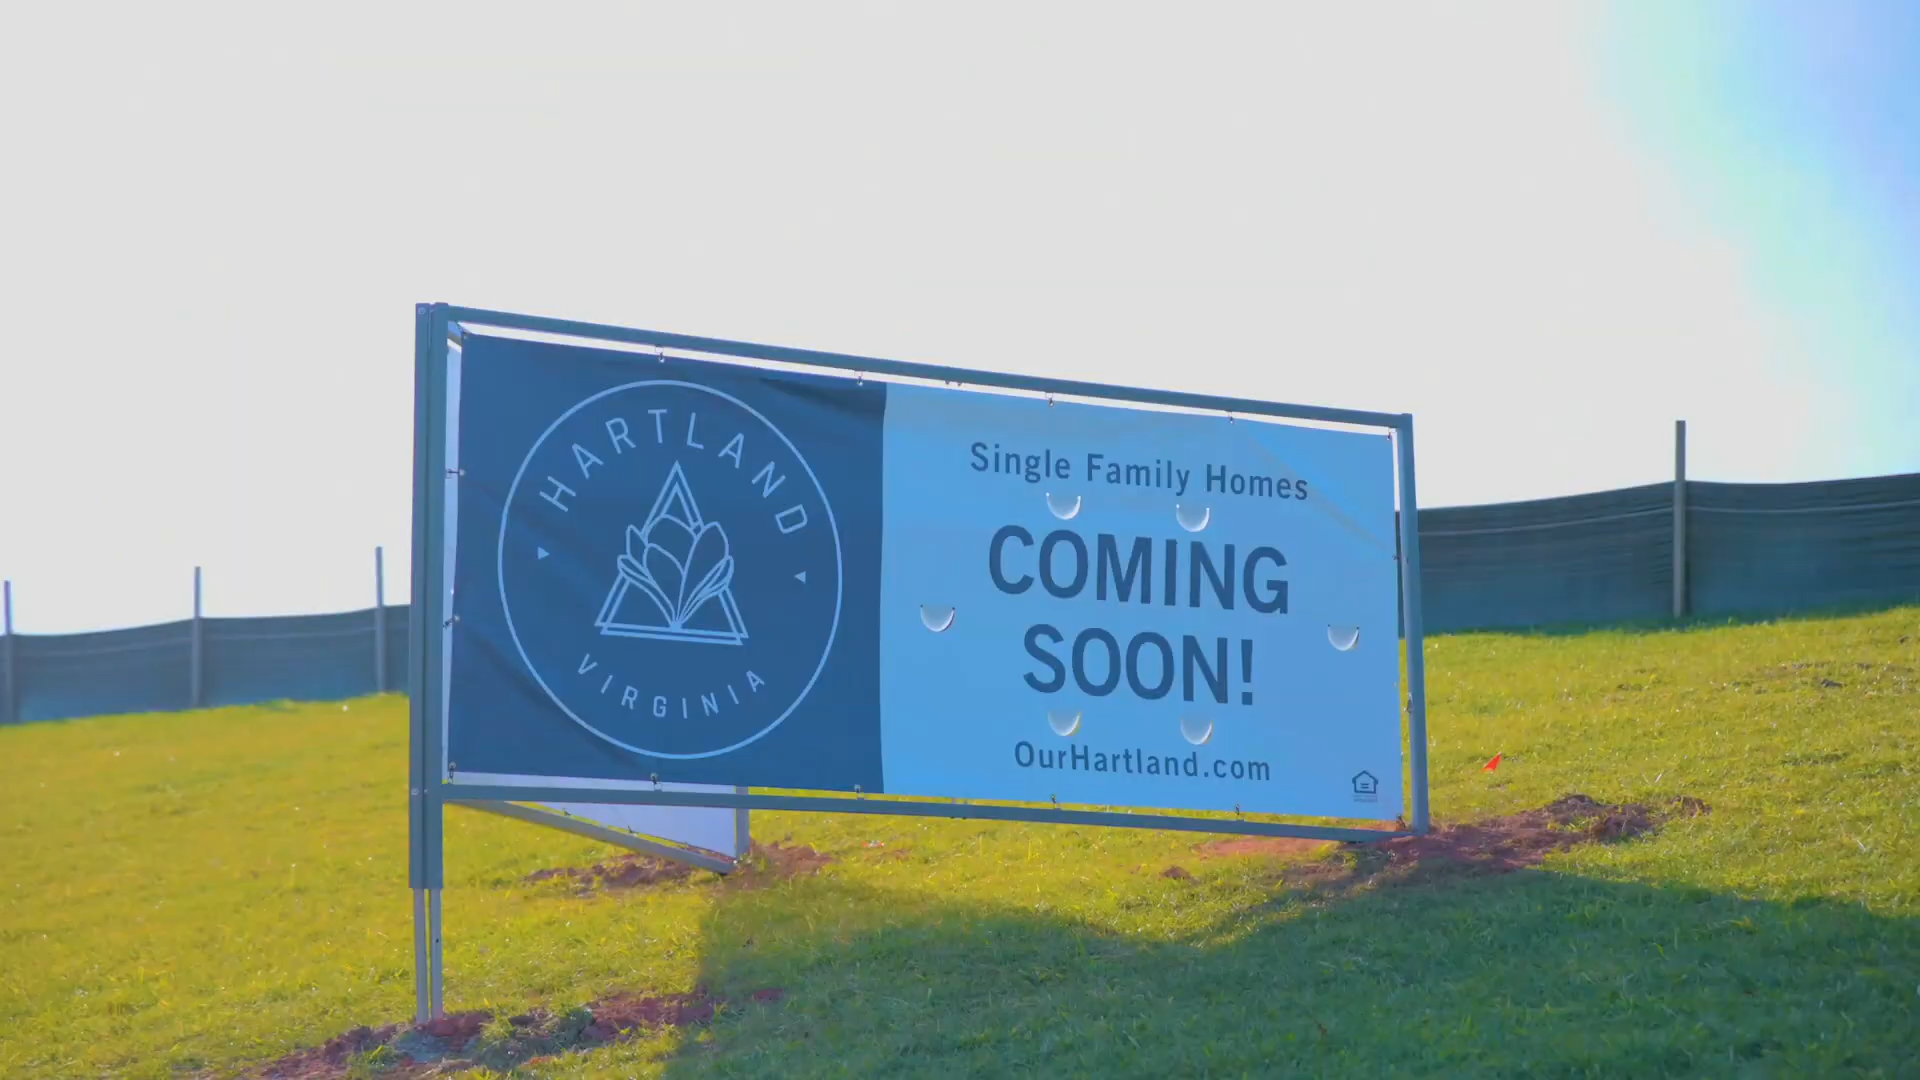 HARTLAND
VIRGINIA
Single Family Homes
COMING
SOON!
OurHartland.com